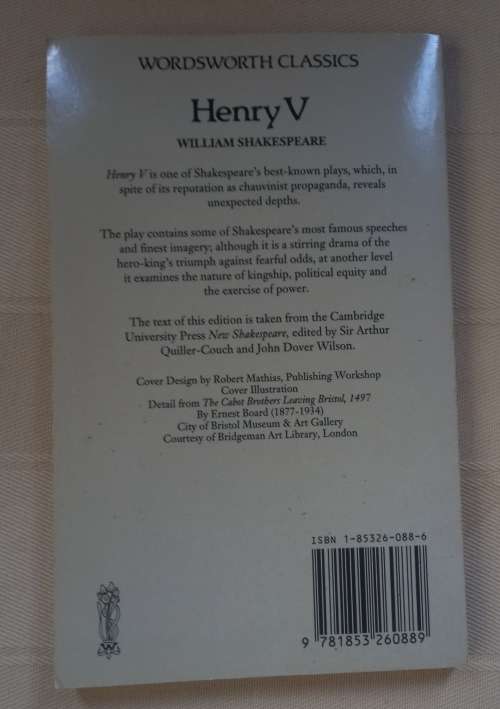 WORDSWORTH CLASSICS
Henry V
WILLIAM SHAKESPEARE
Henry V is one of Shakespeare's best-known plays, which, in
spite of its reputation as chauvinist propaganda, reveals
unexpected depths.
The play contains some of Shakespeare's most famous speeches
and finest imagery; although it is a stirring drama of the
hero-king's triumph against fearful odds, at another level
it examines the nature of kingship, political equity and
the exercise of power.
The text of this edition is taken from the Cambridge
University Press New Shakespeare, edited by Sir Arthur
Quiller-Couch and John Dover Wilson.
Cover Design by Robert Mathias, Publishing Workshop
Cover Illustration
Detail from The Cabot Brothers Leaving Bristol, 1497
By Ernest Board (1877-1934)
City of Bristol Museum & Art Gallery
Courtesy of Bridgeman Art Library, London
ISBN 1-85326-088-6
9 781853 260889
W